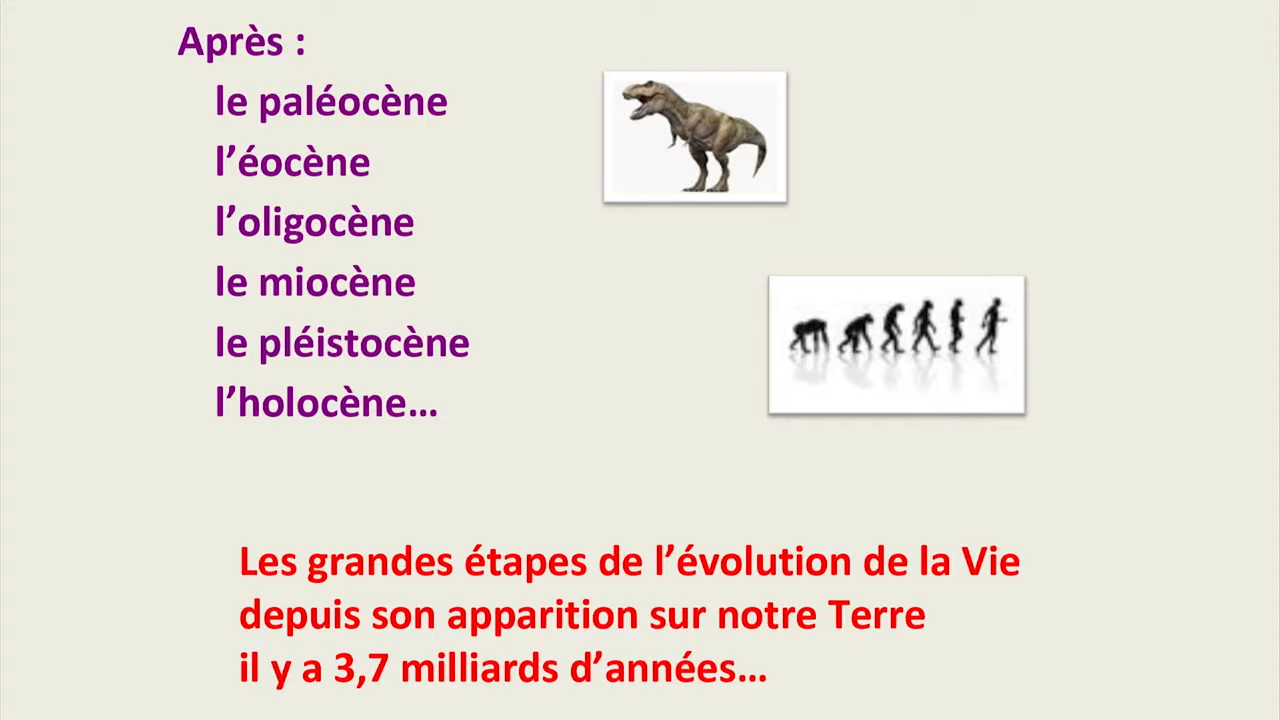 Après :
le paléocène
l’éocène
l’oligocène
le miocène
le pléistocène
l’holocène…
Les grandes étapes de l’évolution de la Vie
depuis son apparition sur notre Terre
il y a 3,7 milliards d’années…